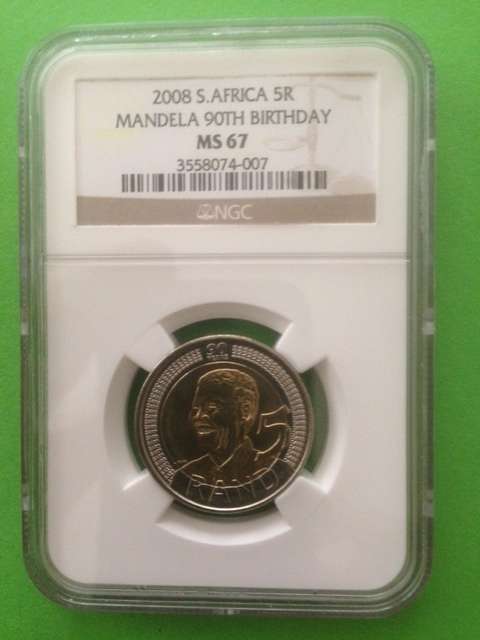 2008 S.AFRICA 5R
MANDELA 90TH BIRTHDAY
MS 67
3558074-007
NGC
90
5
RAND